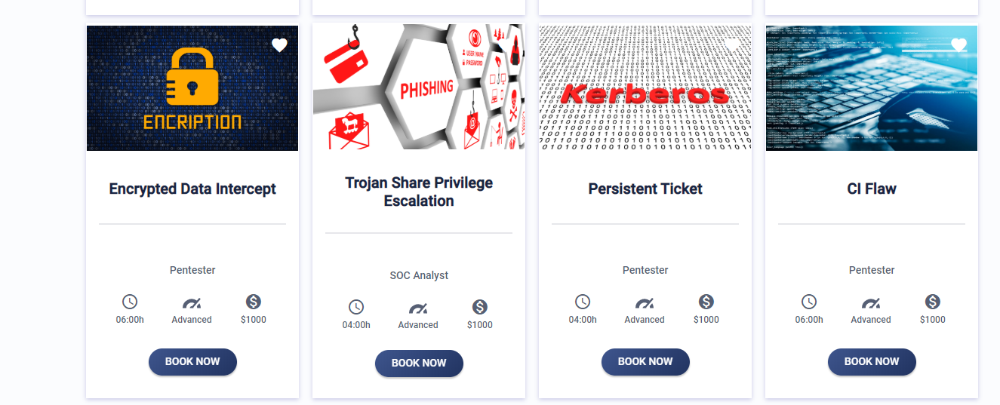 ENCRIPTION
PHISHING
USER NAME
PASSWORD
Kerberos
Encrypted Data Intercept
Trojan Share Privilege
Escalation
Persistent Ticket
CI Flaw
Pentester
SOC Analyst
Pentester
Pentester
06:00h
Advanced
$1000
04:00h
Advanced
$1000
04:00h
Advanced
$1000
06:00h
Advanced
$1000
BOOK NOW
BOOK NOW
BOOK NOW
BOOK NOW